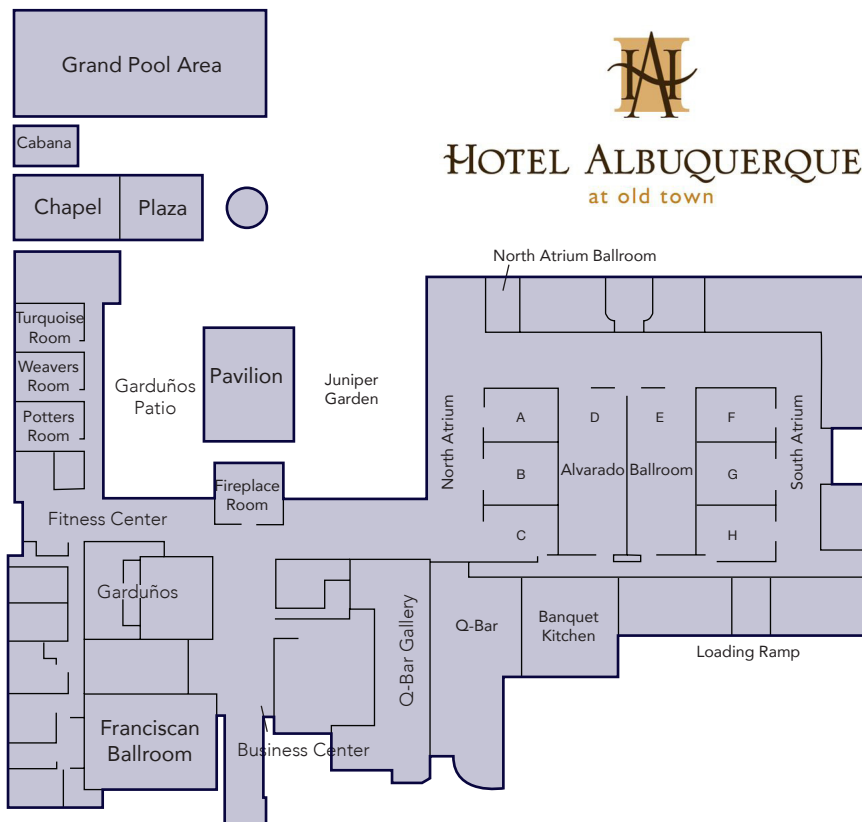 Grand Pool Area
HA
HOTEL ALBUQUERQUE
at old town
Cabana
Chapel
Plaza
North Atrium Ballroom
Turquoise
Room
Weavers
Room
Potters
Room
Garduños
Patio
Pavilion
Juniper
Garden
Fireplace
Room
North Atrium
A
B
C
D
E
Alvarado Ballroom
F
G
H
South Atrium
Fitness Center
Garduños
Q-Bar Gallery
Q-Bar
Banquet
Kitchen
Loading Ramp
Franciscan
Ballroom
Business Center